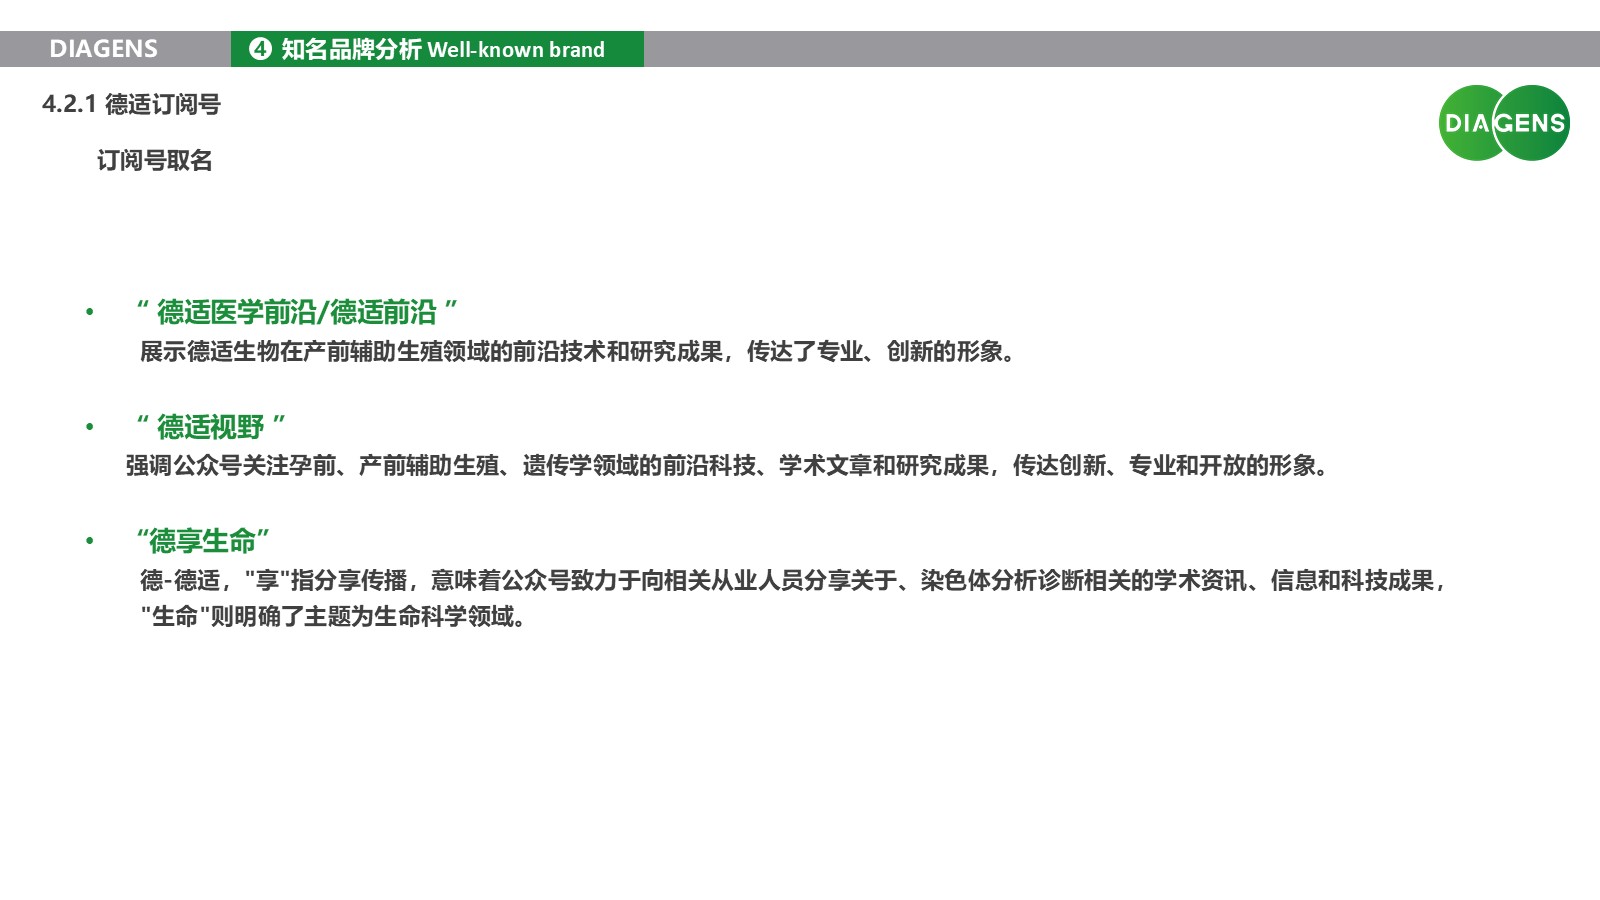 DIAGENS
❹ 知名品牌分析 Well-known brand
4.2.1 德适订阅号
DIAGENS
订阅号取名
• “ 德适医学前沿/德适前沿 ”
展示德适生物在产前辅助生殖领域的前沿技术和研究成果，传达了专业、创新的形象。
• “ 德适视野 ”
强调公众号关注孕前、产前辅助生殖、遗传学领域的前沿科技、学术文章和研究成果，传达创新、专业和开放的形象。
• “德享生命”
德-德适，"享"指分享传播，意味着公众号致力于向相关从业人员分享关于、染色体分析诊断相关的学术资讯、信息和科技成果，
"生命"则明确了主题为生命科学领域。